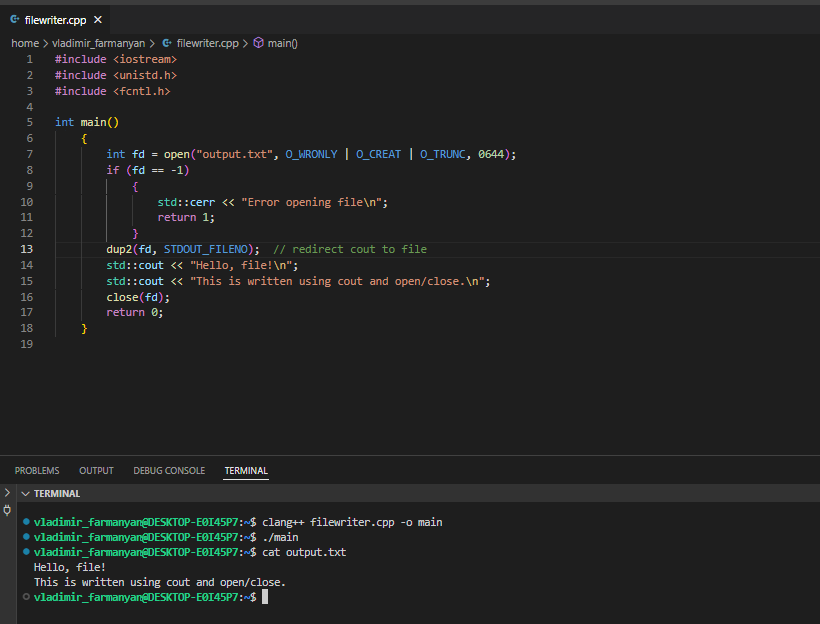 filewriter.cpp
home > vladimir_farmanyan > filewriter.cpp > main()
1 #include <iostream>
2 #include <unistd.h>
3 #include <fcntl.h>
4
5 int main()
6 {
7 int fd = open("output.txt", O_WRONLY | O_CREAT | O_TRUNC, 0644);
8 if (fd == -1)
9 {
10 std::cerr << "Error opening file\n";
11 return 1;
12 }
13 dup2(fd, STDOUT_FILENO);  // redirect cout to file
14 std::cout << "Hello, file!\n";
15 std::cout << "This is written using cout and open/close.\n";
16 close(fd);
17 return 0;
18 }
19
PROBLEMS OUTPUT DEBUG CONSOLE TERMINAL
TERMINAL
vladimir_farmanyan@DESKTOP-E0I45P7:~$ clang++ filewriter.cpp -o main
vladimir_farmanyan@DESKTOP-E0I45P7:~$ ./main
vladimir_farmanyan@DESKTOP-E0I45P7:~$ cat output.txt
Hello, file!
This is written using cout and open/close.
vladimir_farmanyan@DESKTOP-E0I45P7:~$